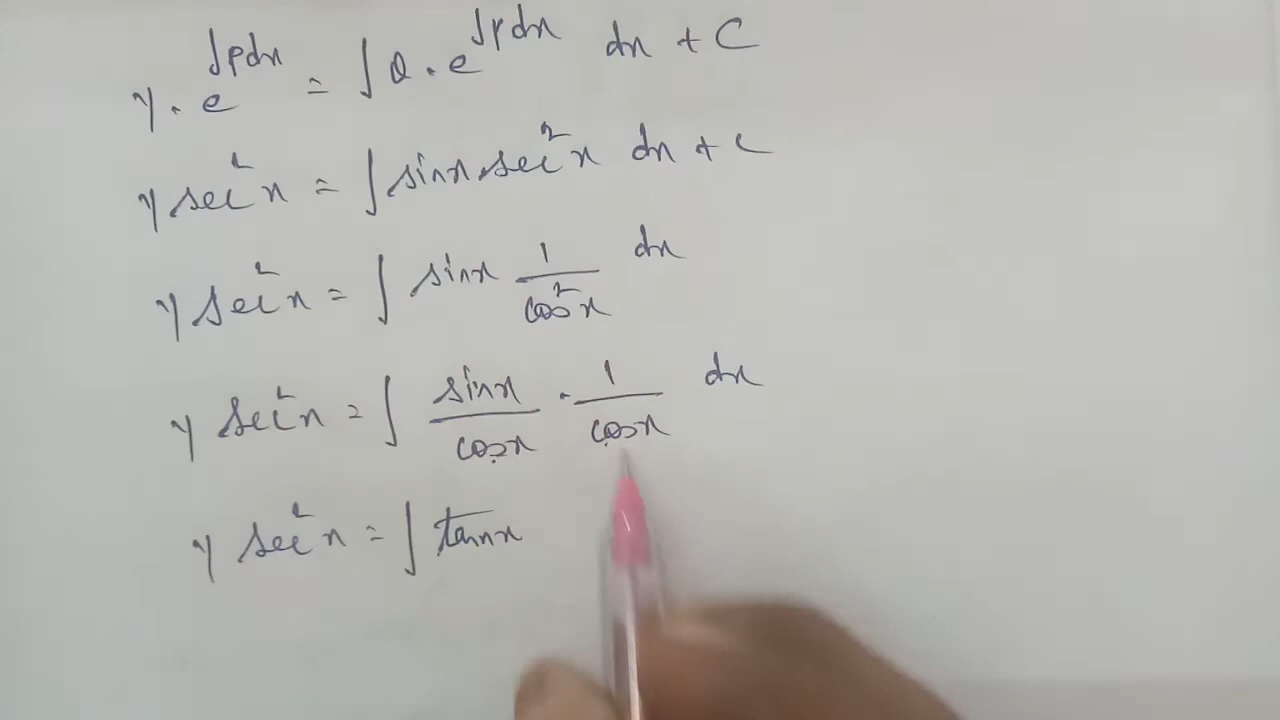 y · e^∫pdx = ∫ Q · e^∫pdx dx + C
y sec²x = ∫ sinx · sec²x dx + C
y sec²x = ∫ sinx 1/cos²x dx
y sec²x = ∫ sinx/cosx · 1/cosx dx
y sec²x = ∫ tanx